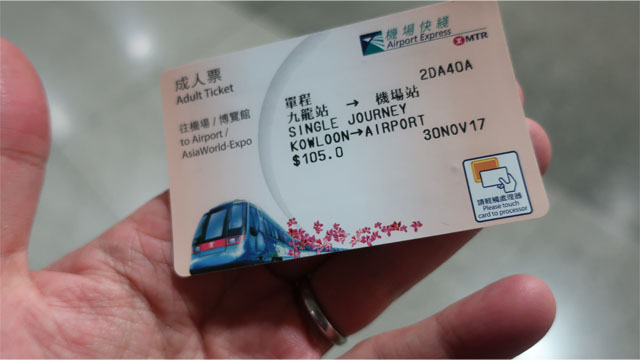 機場快綫
Airport Express
MTR
成人票
Adult Ticket
往機場 / 博覽館
to Airport /
AsiaWorld-Expo
2DA40A
單程
九龍站 → 機場站
SINGLE JOURNEY
KOWLOON→AIRPORT
$105.0
30NOV17
請輕觸處理器
Please touch
card to processor